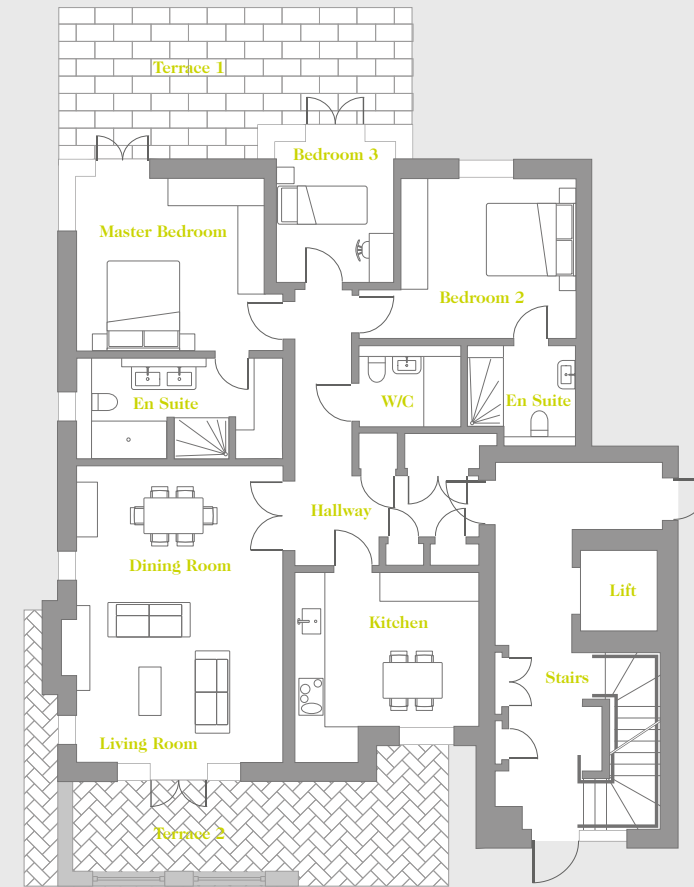 Terrace 1
Bedroom 3
Master Bedroom
Bedroom 2
En Suite
W/C
En Suite
Hallway
Dining Room
Lift
Kitchen
Stairs
Living Room
Terrace 2